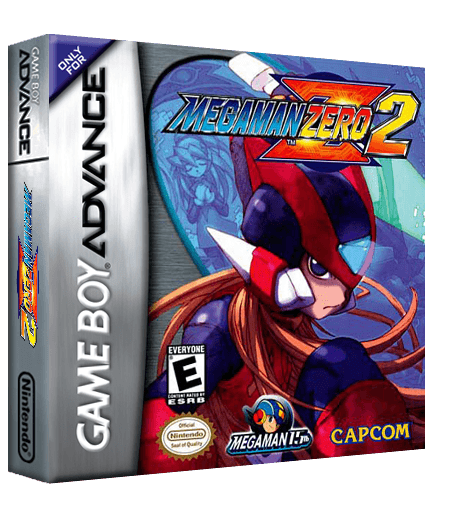 GAME BOY
ADVANCE
Nintendo
ONLY
FOR
GAME BOY ADVANCE
MEGAMAN ZERO 2
TM
EVERYONE
E
CONTENT RATED BY
ESRB
Official
Nintendo
Seal of Quality
MEGAMAN 15th
CAPCOM